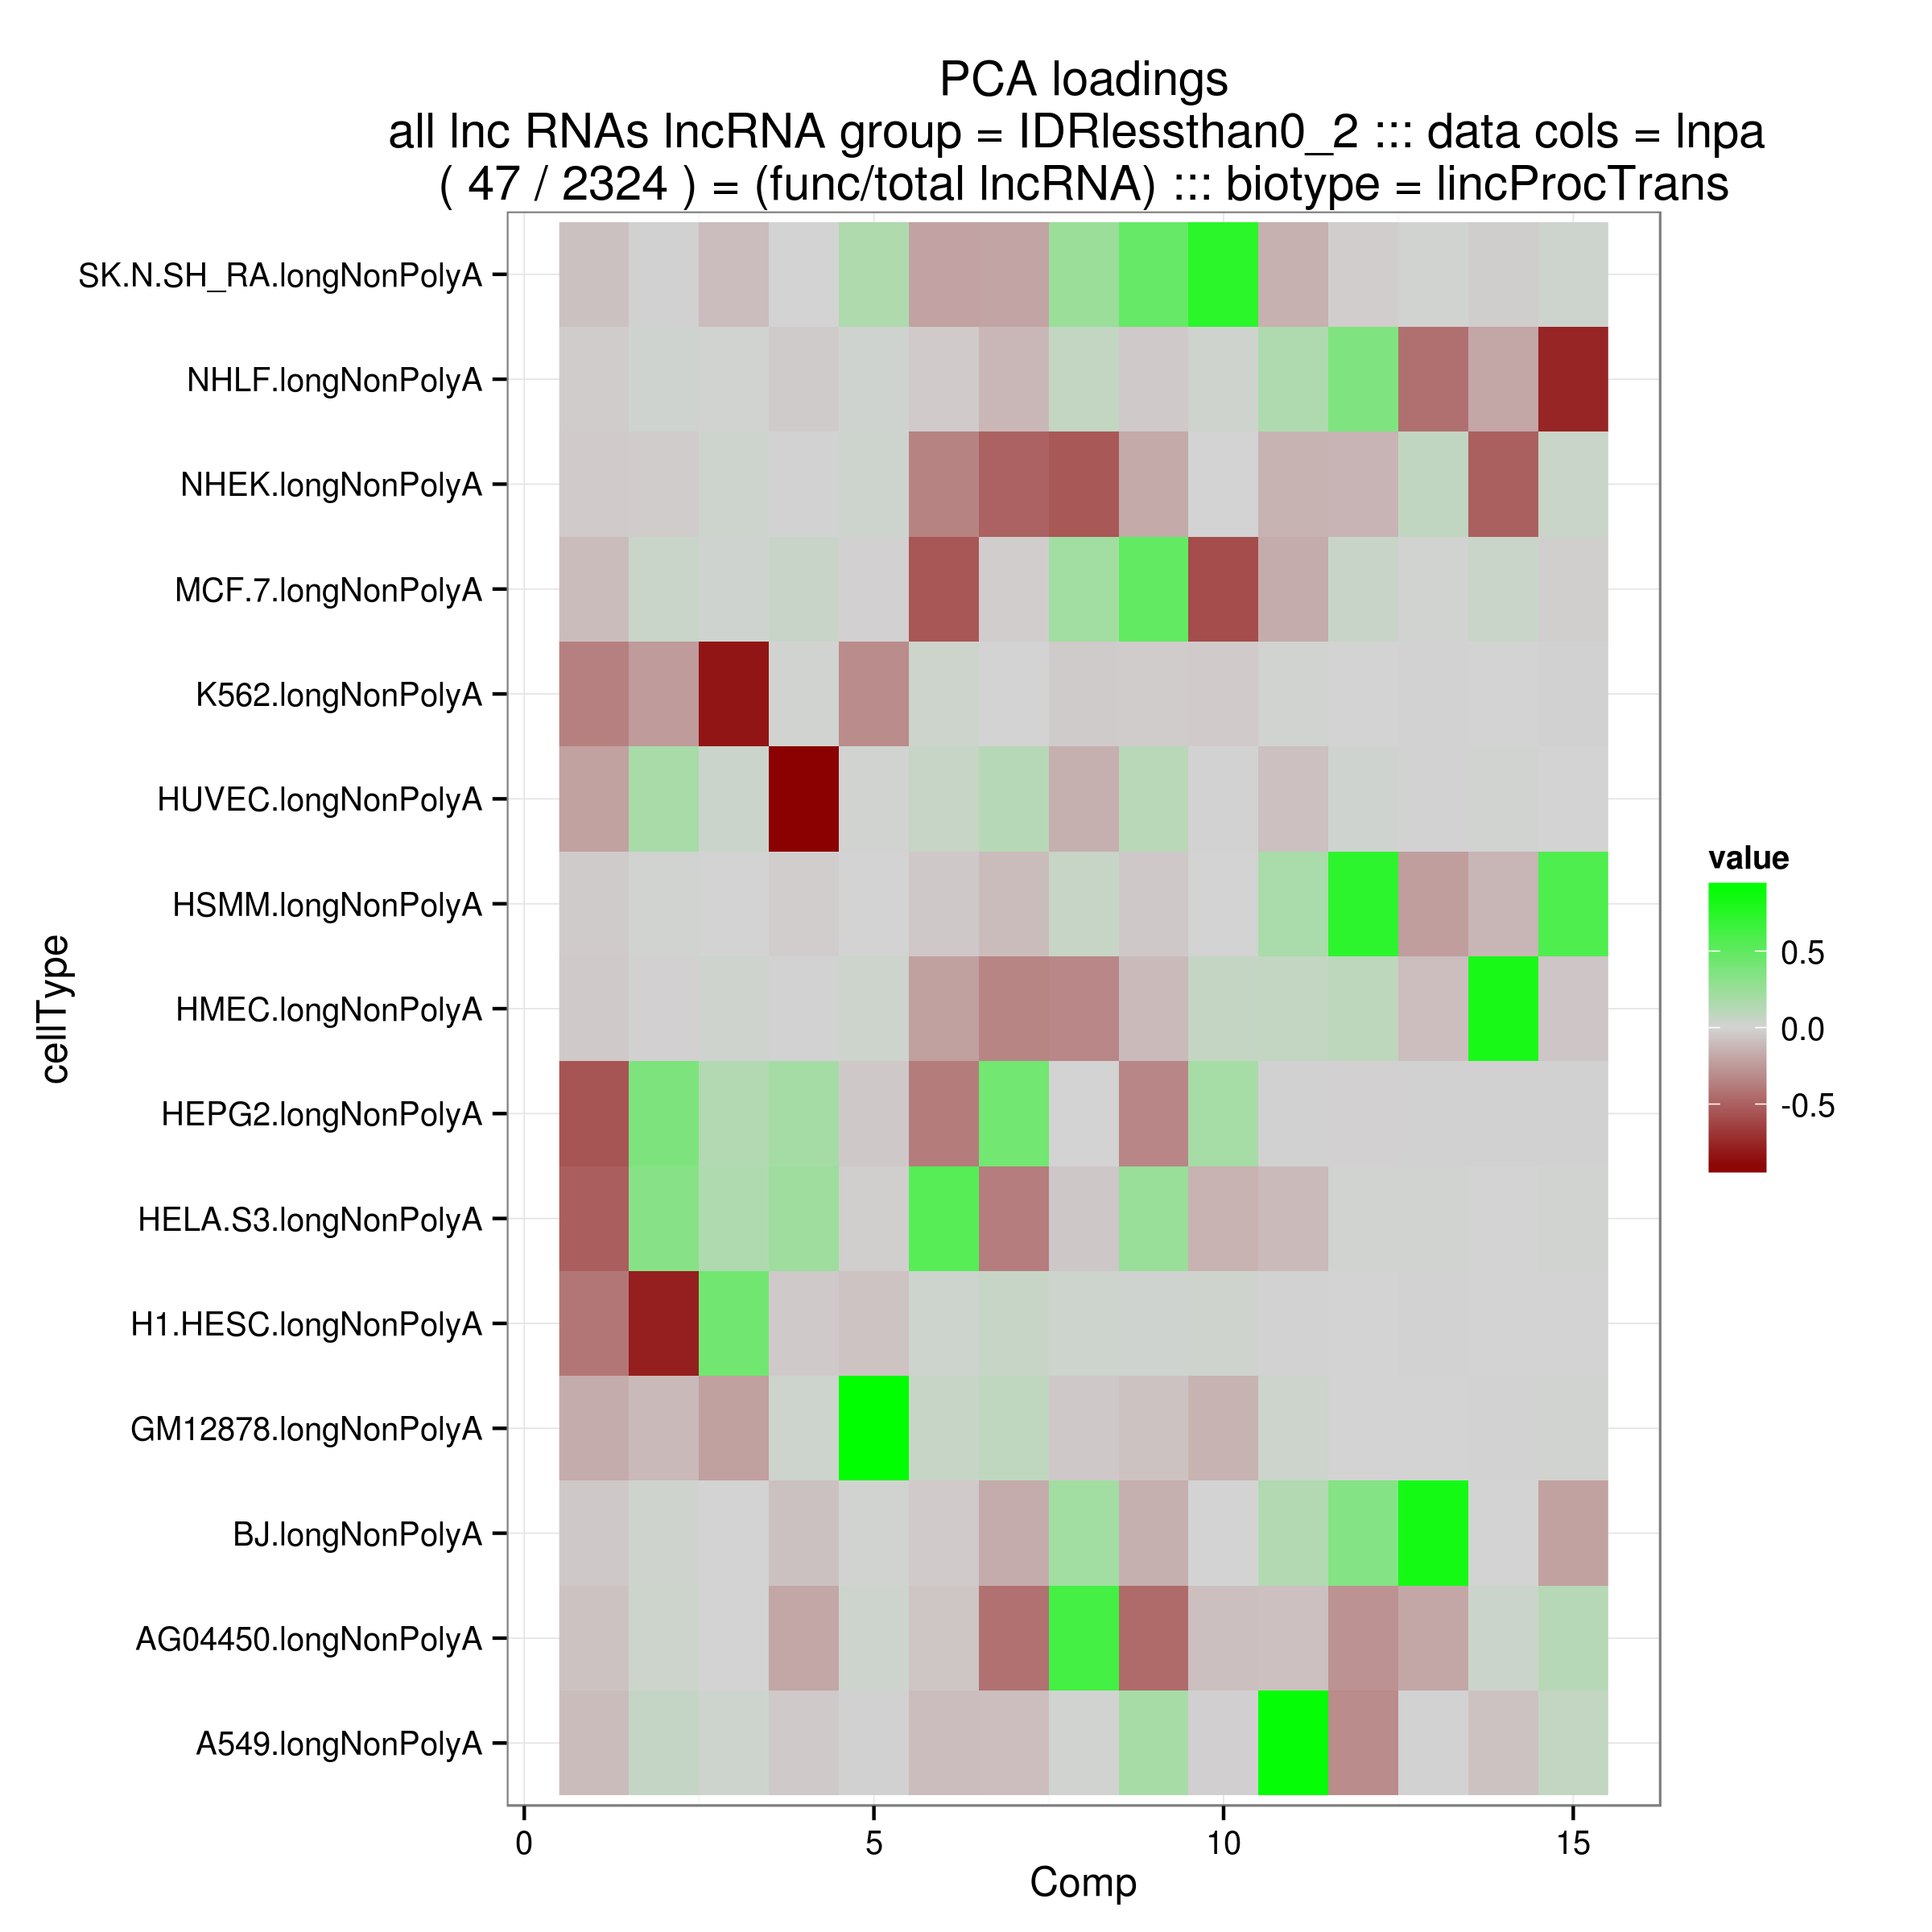 PCA loadings
all lnc RNAs lncRNA group = IDRlessthan0_2 ::: data cols = lnpa
( 47 / 2324 ) = (func/total lncRNA) ::: biotype = lincProcTrans
SK.N.SH_RA.longNonPolyA
NHLF.longNonPolyA
NHEK.longNonPolyA
MCF.7.longNonPolyA
K562.longNonPolyA
HUVEC.longNonPolyA
HSMM.longNonPolyA
HMEC.longNonPolyA
HEPG2.longNonPolyA
HELA.S3.longNonPolyA
H1.HESC.longNonPolyA
GM12878.longNonPolyA
BJ.longNonPolyA
AG04450.longNonPolyA
A549.longNonPolyA
cellType
0 5 10 15
Comp
value
0.5
0.0
-0.5